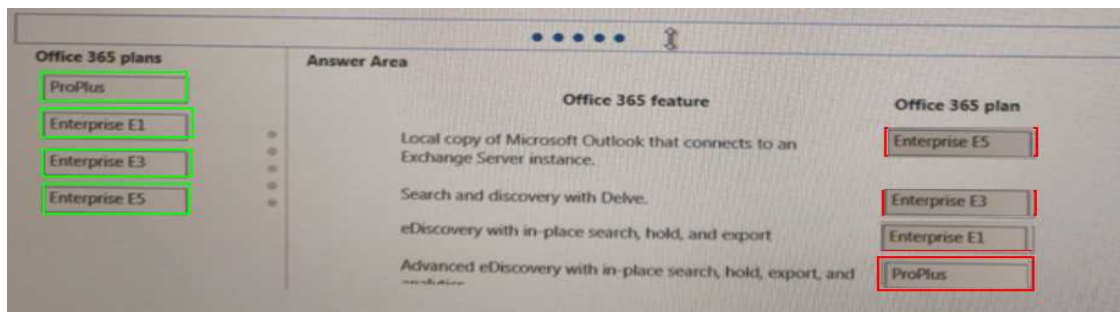 Office 365 plans
ProPlus
Enterprise E1
Enterprise E3
Enterprise E5
Answer Area
Office 365 feature
Office 365 plan
Local copy of Microsoft Outlook that connects to an
Exchange Server instance.
Enterprise E5
Search and discovery with Delve.
Enterprise E3
eDiscovery with in-place search, hold, and export
Enterprise E1
Advanced eDiscovery with in-place search, hold, export, and
ProPlus